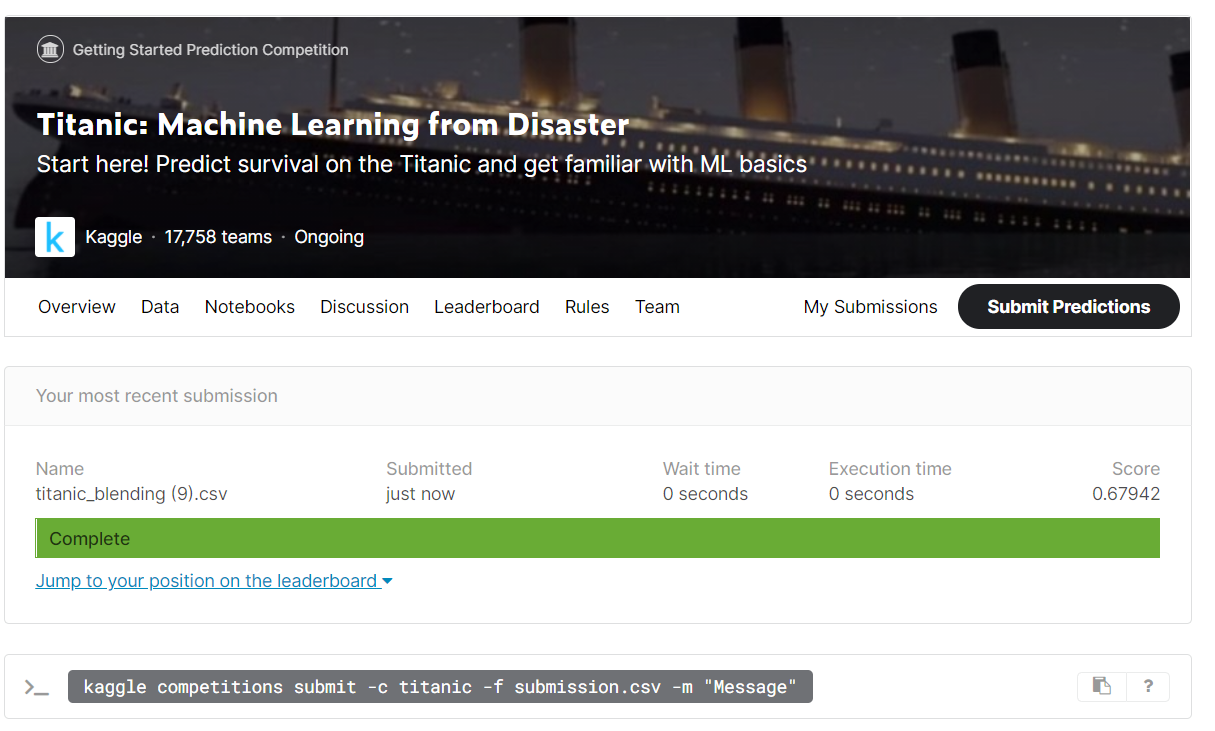 Getting Started Prediction Competition
Titanic: Machine Learning from Disaster
Start here! Predict survival on the Titanic and get familiar with ML basics
k
Kaggle · 17,758 teams · Ongoing
Overview Data Notebooks Discussion Leaderboard Rules Team My Submissions Submit Predictions
Your most recent submission
Name Submitted Wait time Execution time Score
titanic_blending (9).csv just now 0 seconds 0 seconds 0.67942
Complete
Jump to your position on the leaderboard
>_ kaggle competitions submit -c titanic -f submission.csv -m "Message" ?